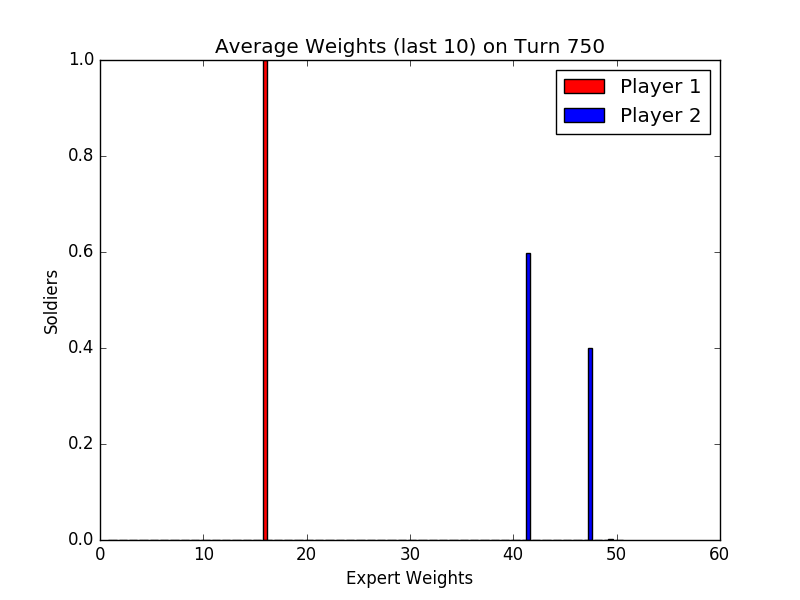 Average Weights (last 10) on Turn 750
Player 1
Player 2
1.0
0.8
0.6
0.4
0.2
0.0
Soldiers
0 10 20 30 40 50 60
Expert Weights